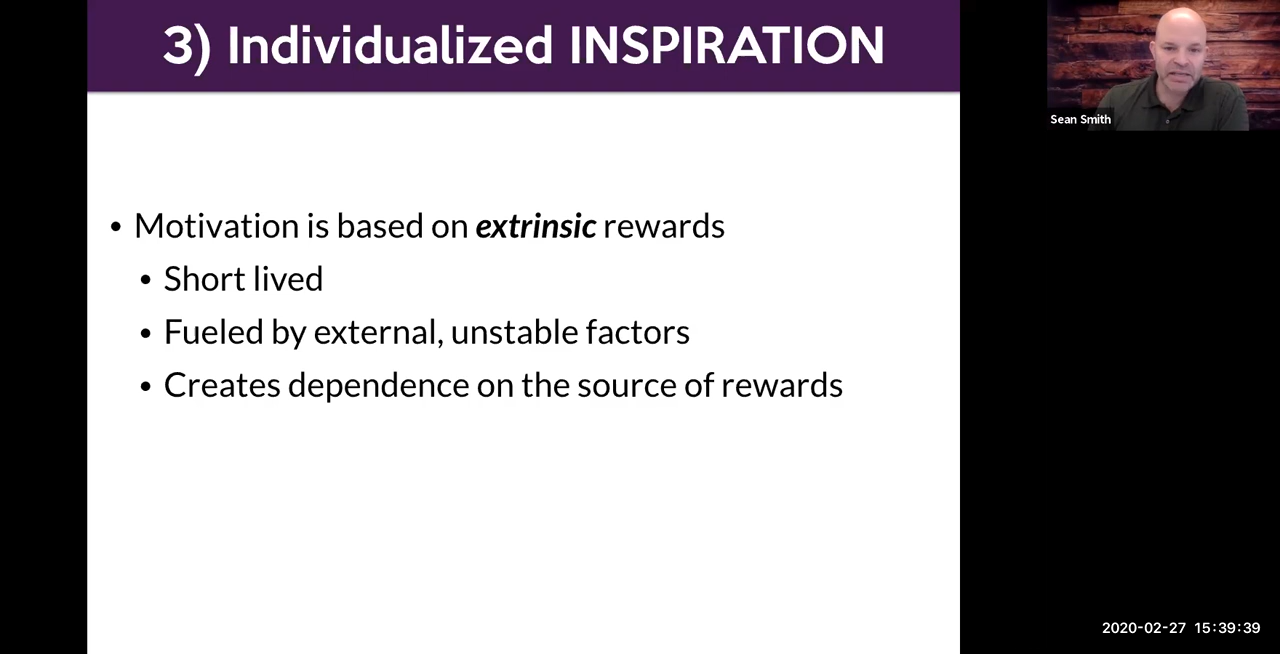 3) Individualized INSPIRATION
Sean Smith
• Motivation is based on extrinsic rewards
• Short lived
• Fueled by external, unstable factors
• Creates dependence on the source of rewards
2020-02-27 15:39:39